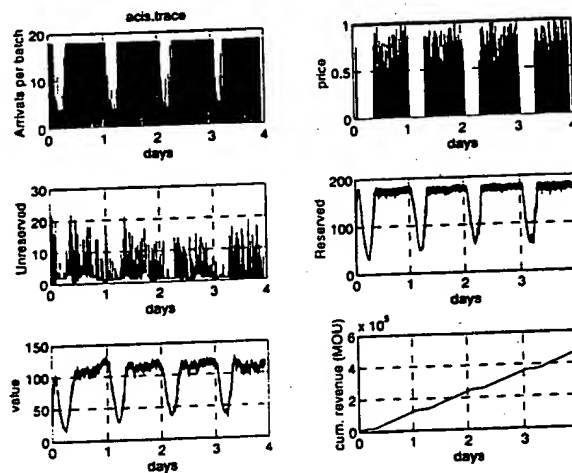 acis.trace
Arrivals per batch
20
10
0
0 1 2 3 4
days
price
1
0.5
0
0 1 2 3 4
days
Unreserved
30
20
10
0
0 1 2 3 4
days
Reserved
200
100
0
0 1 2 3 4
days
value
150
100
50
0
0 1 2 3 4
days
cum. revenue (MOU)
6 x 10^5
4
2
0
0 1 2 3
days